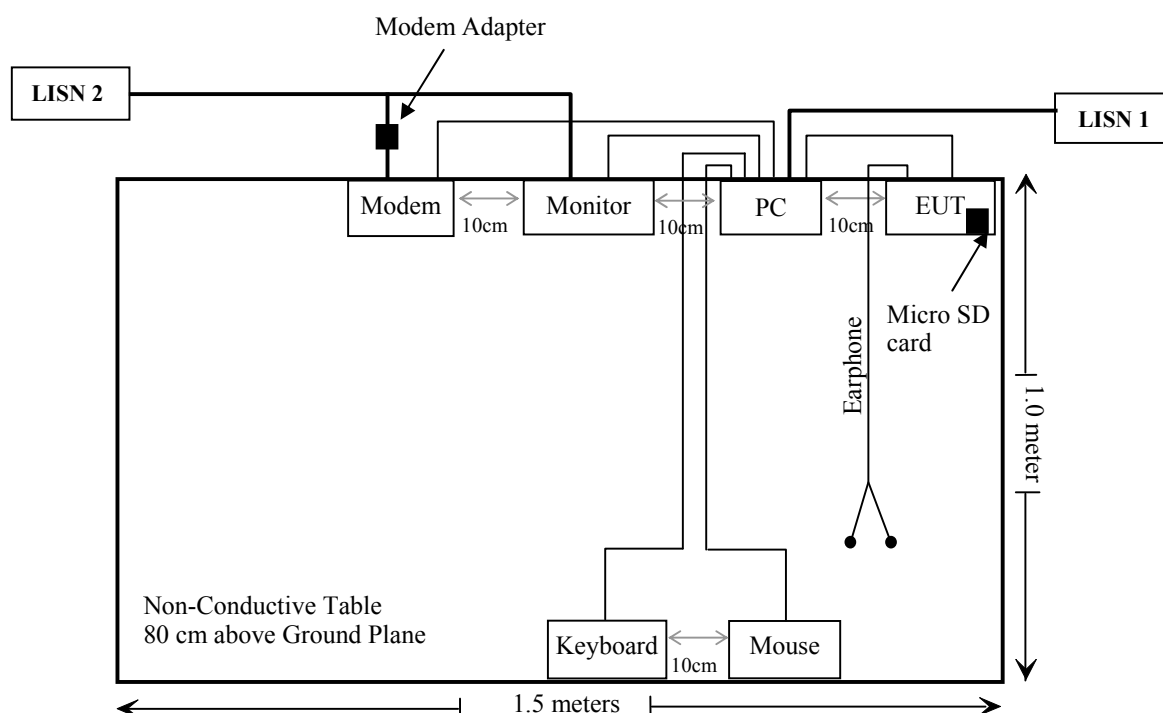 Modem Adapter
LISN 2
LISN 1
Modem
Monitor
PC
EUT
10cm
10cm
10cm
Micro SD
card
Earphone
1.0 meter
Non-Conductive Table
80 cm above Ground Plane
Keyboard
Mouse
10cm
1.5 meters